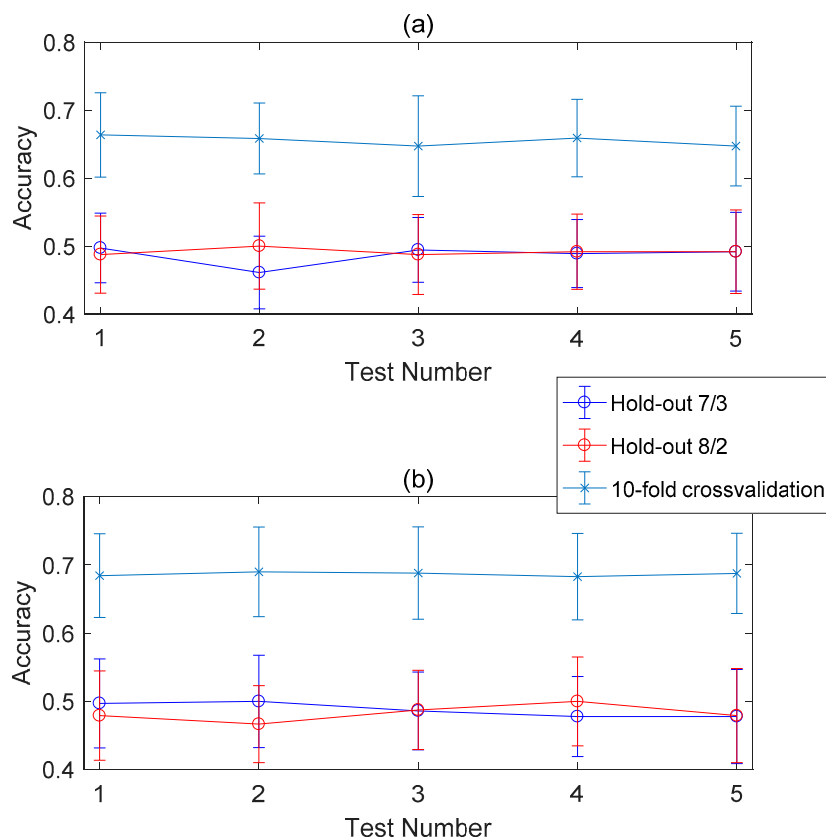 (a)
0.8
0.7
0.6
0.5
0.4
Accuracy
1 2 3 4 5
Test Number
Hold-out 7/3
Hold-out 8/2
10-fold crossvalidation
(b)
0.8
0.7
0.6
0.5
0.4
Accuracy
1 2 3 4 5
Test Number